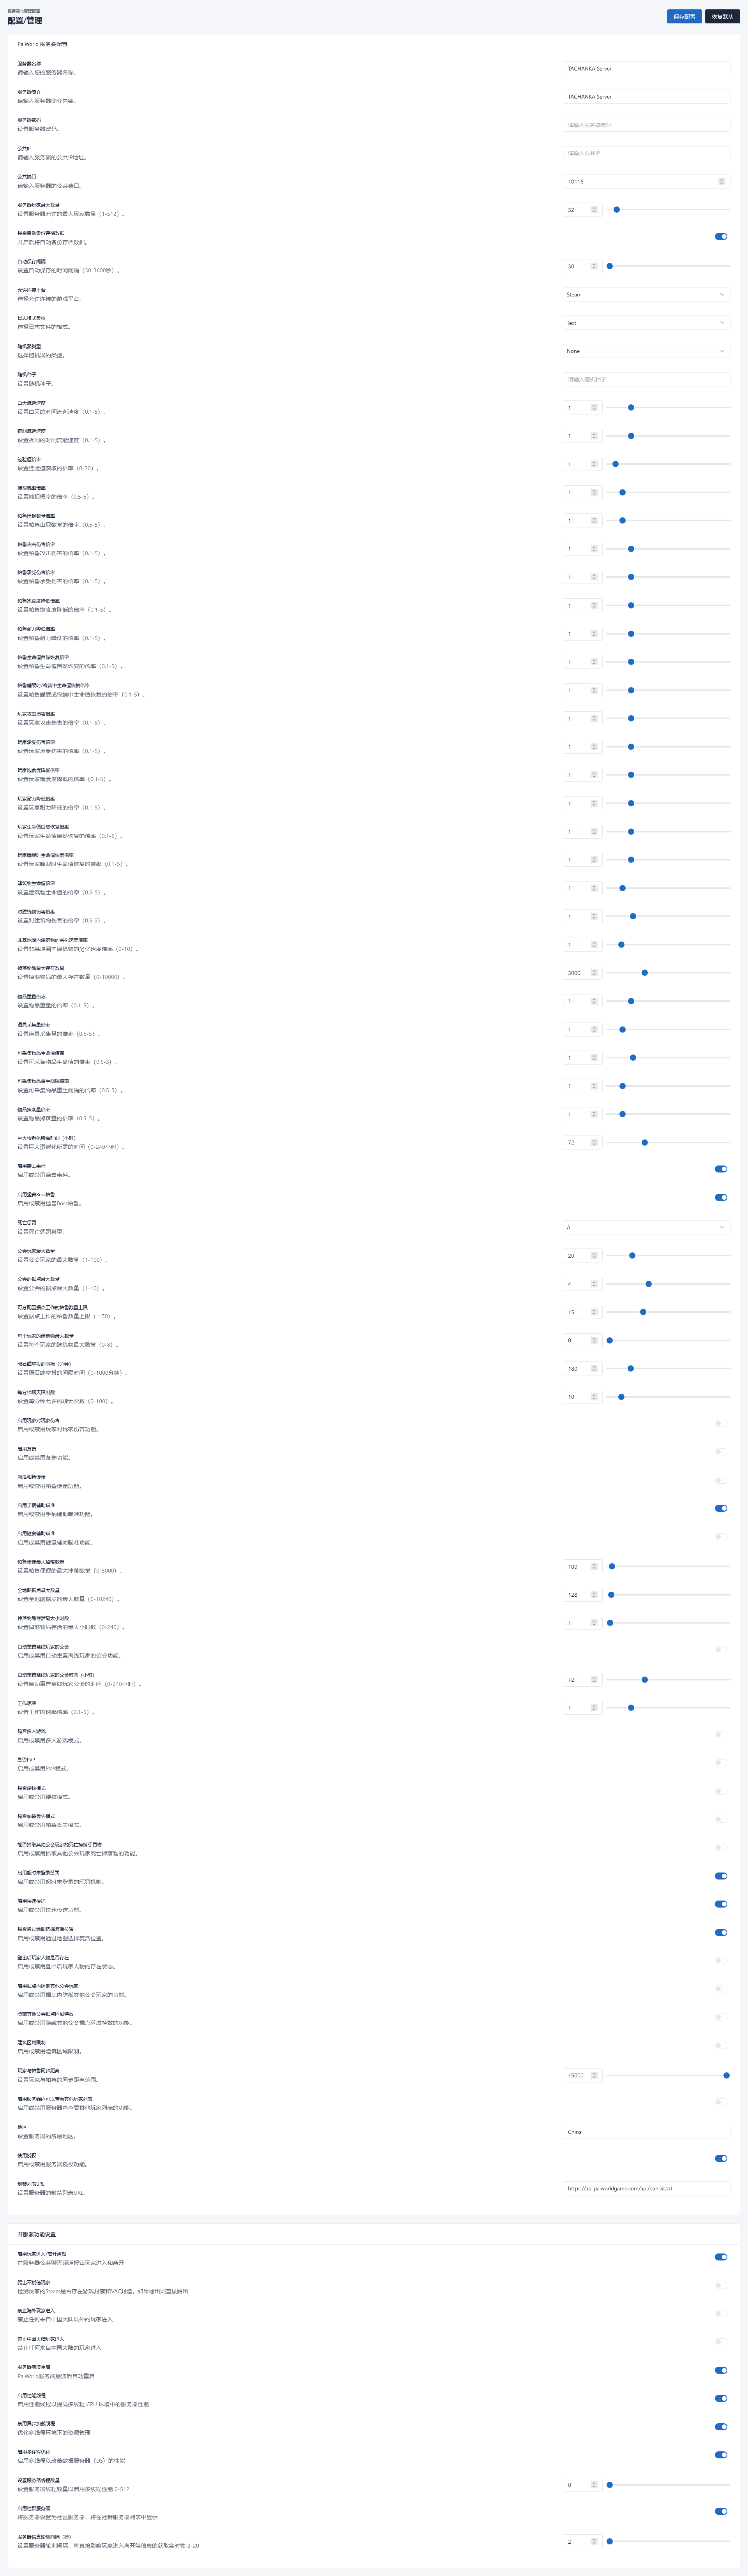 服务端与管理配置
配置/管理
保存配置
恢复默认
PalWorld 服务端配置
服务器名称
请输入您的服务器名称。
TACHANKA Server
服务器简介
请输入服务器简介内容。
TACHANKA Server
服务器密码
设置服务器密码。
请输入服务器密码
公共IP
请输入服务器的公共IP地址。
请输入公共IP
公共端口
请输入服务器的公共端口。
10116
服务器玩家最大数量
设置服务器允许的最大玩家数量（1-512）。
32
是否自动备份存档数据
开启后将自动备份存档数据。
自动保存间隔
设置自动保存的时间间隔（30-3600秒）。
30
允许连接平台
选择允许连接的游戏平台。
Steam
日志格式类型
选择日志文件的格式。
Text
随机器类型
选择随机器的类型。
None
随机种子
设置随机种子。
请输入随机种子
白天流逝速度
设置白天的时间流逝速度（0.1-5）。
1
夜间流逝速度
设置夜间的时间流逝速度（0.1-5）。
1
经验值倍率
设置经验值获取的倍率（0-20）。
1
捕捉概率倍率
设置捕捉概率的倍率（0.5-5）。
1
帕鲁出现数量倍率
设置帕鲁出现数量的倍率（0.5-5）。
1
帕鲁攻击伤害倍率
设置帕鲁攻击伤害的倍率（0.1-5）。
1
帕鲁承受伤害倍率
设置帕鲁承受伤害的倍率（0.1-5）。
1
帕鲁饱食度降低倍率
设置帕鲁饱食度降低的倍率（0.1-5）。
1
帕鲁耐力降低倍率
设置帕鲁耐力降低的倍率（0.1-5）。
1
帕鲁生命值自然恢复倍率
设置帕鲁生命值自然恢复的倍率（0.1-5）。
1
帕鲁睡眠时/终端中生命值恢复倍率
设置帕鲁睡眠或终端中生命值恢复的倍率（0.1-5）。
1
玩家攻击伤害倍率
设置玩家攻击伤害的倍率（0.1-5）。
1
玩家承受伤害倍率
设置玩家承受伤害的倍率（0.1-5）。
1
玩家饱食度降低倍率
设置玩家饱食度降低的倍率（0.1-5）。
1
玩家耐力降低倍率
设置玩家耐力降低的倍率（0.1-5）。
1
玩家生命值自然恢复倍率
设置玩家生命值自然恢复的倍率（0.1-5）。
1
玩家睡眠时生命值恢复倍率
设置玩家睡眠时生命值恢复的倍率（0.1-5）。
1
建筑物生命值倍率
设置建筑物生命值的倍率（0.5-5）。
1
对建筑物伤害倍率
设置对建筑物伤害的倍率（0.5-3）。
1
非基地圈内建筑物的劣化速度倍率
设置非基地圈内建筑物的劣化速度倍率（0-10）。
1
掉落物品最大存在数量
设置掉落物品的最大存在数量（0-10000）。
3000
物品重量倍率
设置物品重量的倍率（0.1-5）。
1
道具采集量倍率
设置道具采集量的倍率（0.5-5）。
1
可采集物品生命值倍率
设置可采集物品生命值的倍率（0.5-3）。
1
可采集物品重生间隔倍率
设置可采集物品重生间隔的倍率（0.5-5）。
1
物品掉落量倍率
设置物品掉落量的倍率（0.5-5）。
1
巨大蛋孵化所需时间（小时）
设置巨大蛋孵化所需的时间（0-240小时）。
72
启用袭击事件
启用或禁用袭击事件。
启用猛督Boss帕鲁
启用或禁用猛督Boss帕鲁。
死亡惩罚
设置死亡惩罚类型。
All
公会玩家最大数量
设置公会玩家的最大数量（1-100）。
20
公会的据点最大数量
设置公会的据点最大数量（1-10）。
4
可分配至据点工作的帕鲁数量上限
设置据点工作的帕鲁数量上限（1-50）。
15
每个玩家的建筑物最大数量
设置每个玩家的建筑物最大数量（0-8）。
0
陨石或空投的间隔（分钟）
设置陨石或空投的间隔时间（0-1000分钟）。
180
每分钟聊天限制数
设置每分钟允许的聊天次数（0-100）。
10
启用玩家对玩家伤害
启用或禁用玩家对玩家伤害功能。
启用友伤
启用或禁用友伤功能。
激活帕鲁便便
启用或禁用帕鲁便便功能。
启用手柄辅助瞄准
启用或禁用手柄辅助瞄准功能。
启用键鼠辅助瞄准
启用或禁用键鼠辅助瞄准功能。
帕鲁便便最大掉落数量
设置帕鲁便便的最大掉落数量（0-5000）。
100
全地图据点最大数量
设置全地图据点的最大数量（0-10240）。
128
掉落物品存活最大小时数
设置掉落物品存活的最大小时数（0-240）。
1
自动重置离线玩家的公会
启用或禁用自动重置离线玩家的公会功能。
自动重置离线玩家的公会时间（小时）
设置自动重置离线玩家公会的时间（0-240小时）。
72
工作速率
设置工作的速率倍率（0.1-5）。
1
是否多人游戏
启用或禁用多人游戏模式。
是否PVP
启用或禁用PVP模式。
是否硬核模式
启用或禁用硬核模式。
是否帕鲁丢失模式
启用或禁用帕鲁丢失模式。
能否拾取其他公会玩家的死亡掉落惩罚物
启用或禁用拾取其他公会玩家死亡掉落物的功能。
启用超时未登录惩罚
启用或禁用超时未登录的惩罚机制。
启用快速传送
启用或禁用快速传送功能。
是否通过地图选择复活位置
启用或禁用通过地图选择复活位置。
登出后玩家人物是否存在
启用或禁用登出后玩家人物的存在状态。
启用据点内防御其他公会玩家
启用或禁用据点内防御其他公会玩家的功能。
隐藏其他公会据点区域特效
启用或禁用隐藏其他公会据点区域特效的功能。
建筑区域限制
启用或禁用建筑区域限制。
玩家与帕鲁同步距离
设置玩家与帕鲁的同步距离范围。
15000
启用服务器内可以查看其他玩家列表
启用或禁用服务器内查看其他玩家列表的功能。
地区
设置服务器的所属地区。
China
使用授权
启用或禁用服务器授权功能。
封禁列表URL
设置服务器的封禁列表URL。
https://api.palworldgame.com/api/banlist.txt
开服器功能设置
启用玩家进入/离开通知
在服务器公共聊天频道报告玩家进入和离开
踢出不授信玩家
检测玩家的Steam是否存在游戏封禁和VAC封建，如果检出则直接踢出
禁止海外玩家进入
禁止任何来自中国大陆以外的玩家进入
禁止中国大陆玩家进入
禁止任何来自中国大陆的玩家进入
服务器崩溃重启
PalWorld服务端崩溃后自动重启
启用性能线程
启用性能线程以提高多线程 CPU 环境中的服务器性能
禁用异步加载线程
优化多线程环境下的资源管理
启用多线程优化
启用多线程以改善数据服务器（DS）的性能
设置服务器线程数量
设置服务器线程数量以启用多线程性能 0-512
0
启用社群服务器
将服务器设置为社区服务器，将在社群服务器列表中显示
服务器信息轮训间隔（秒）
设置服务器轮训间隔，将直接影响玩家进入离开等信息的获取实时性 2-20
2